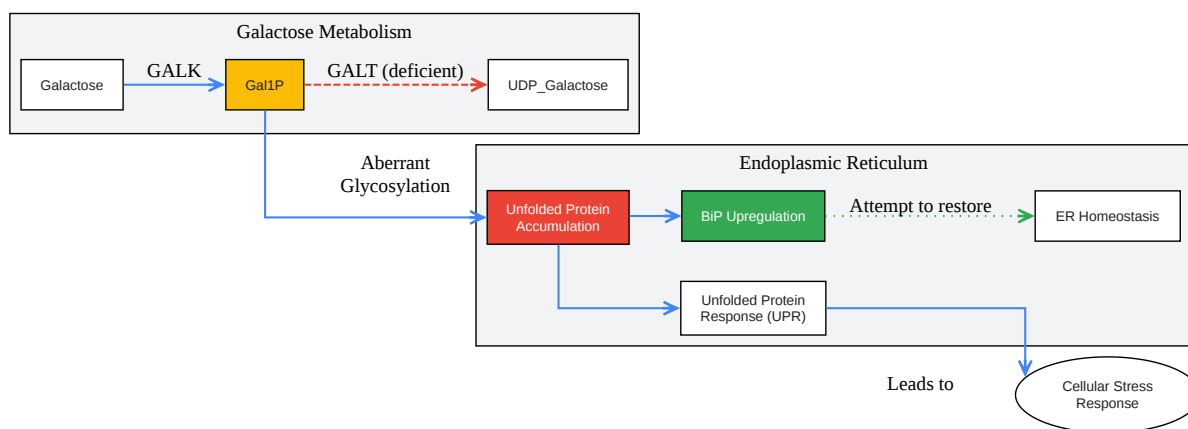 Galactose Metabolism
GALK
GALT (deficient)
Galactose
Gal1P
UDP_Galactose
Aberrant
Glycosylation
Endoplasmic Reticulum
Unfolded Protein
Accumulation
BiP Upregulation
Attempt to restore
ER Homeostasis
Unfolded Protein
Response (UPR)
Leads to
Cellular Stress
Response